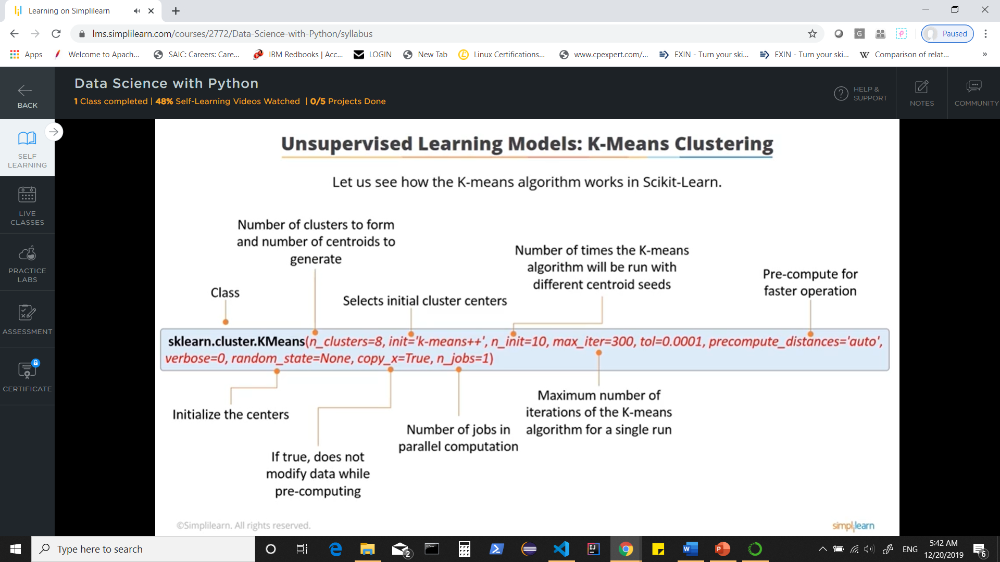 Learning on Simplilearn
lms.simplilearn.com/courses/2772/Data-Science-with-Python/syllabus
G
Paused
Apps
Welcome to Apach...
SAIC: Careers: Care...
IBM Redbooks | Acc...
LOGIN
New Tab
Linux Certifications...
www.cpexpert.com/...
EXIN - Turn your ski...
EXIN - Turn your ski...
W Comparison of relat...
»
BACK
Data Science with Python
1 Class completed | 48% Self-Learning Videos Watched | 0/5 Projects Done
HELP &
SUPPORT
NOTES
COMMUNITY
SELF
LEARNING
LIVE
CLASSES
PRACTICE
LABS
ASSESSMENT
CERTIFICATE
Unsupervised Learning Models: K-Means Clustering
Let us see how the K-means algorithm works in Scikit-Learn.
Number of clusters to form
and number of centroids to
generate
Number of times the K-means
algorithm will be run with
different centroid seeds
Pre-compute for
faster operation
Class
Selects initial cluster centers
sklearn.cluster.KMeans(n_clusters=8, init='k-means++', n_init=10, max_iter=300, tol=0.0001, precompute_distances='auto',
verbose=0, random_state=None, copy_x=True, n_jobs=1)
Initialize the centers
If true, does not
modify data while
pre-computing
Number of jobs in
parallel computation
Maximum number of
iterations of the K-means
algorithm for a single run
©Simplilearn. All rights reserved.
simplilearn
Type here to search
2
IJ
W
P
ENG
5:42 AM
12/20/2019
6